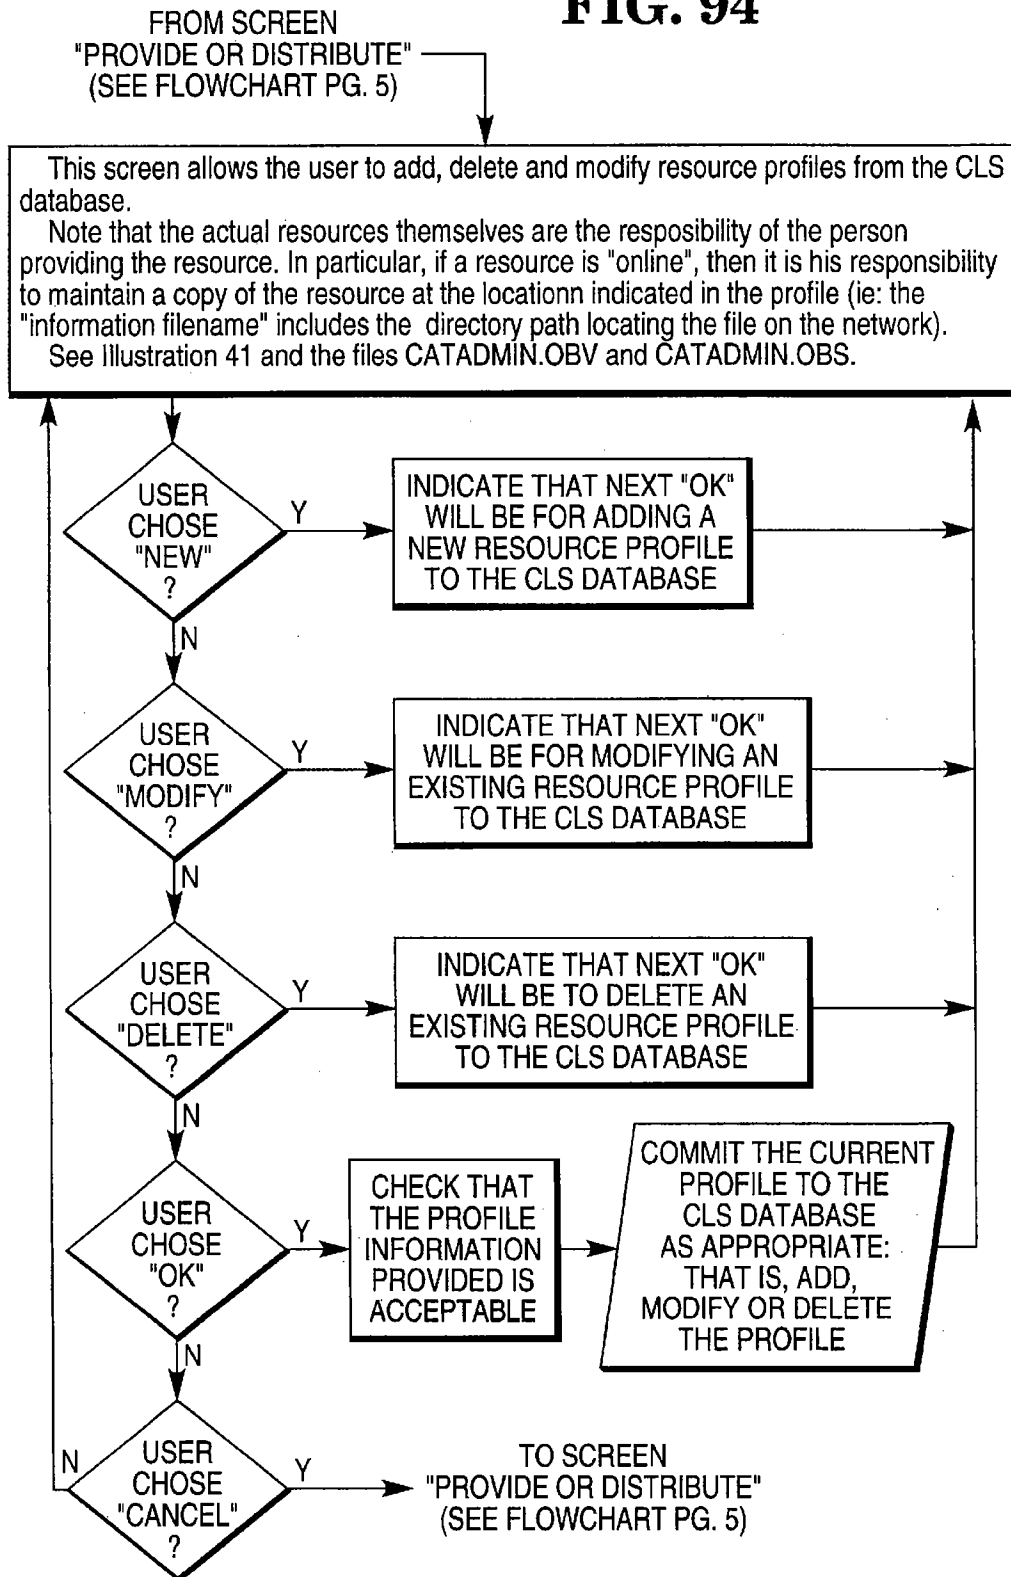 FIG. 94
FROM SCREEN
"PROVIDE OR DISTRIBUTE"
(SEE FLOWCHART PG. 5)
This screen allows the user to add, delete and modify resource profiles from the CLS
database.
Note that the actual resources themselves are the resposibility of the person
providing the resource. In particular, if a resource is "online", then it is his responsibility
to maintain a copy of the resource at the locationn indicated in the profile (ie: the
"information filename" includes the directory path locating the file on the network).
See Illustration 41 and the files CATADMIN.OBV and CATADMIN.OBS.
USER
CHOSE
"NEW"
?
Y
INDICATE THAT NEXT "OK"
WILL BE FOR ADDING A
NEW RESOURCE PROFILE
TO THE CLS DATABASE
N
USER
CHOSE
"MODIFY"
?
Y
INDICATE THAT NEXT "OK"
WILL BE FOR MODIFYING AN
EXISTING RESOURCE PROFILE
TO THE CLS DATABASE
N
USER
CHOSE
"DELETE"
?
Y
INDICATE THAT NEXT "OK"
WILL BE TO DELETE AN
EXISTING RESOURCE PROFILE
TO THE CLS DATABASE
N
USER
CHOSE
"OK"
?
Y
CHECK THAT
THE PROFILE
INFORMATION
PROVIDED IS
ACCEPTABLE
COMMIT THE CURRENT
PROFILE TO THE
CLS DATABASE
AS APPROPRIATE:
THAT IS, ADD,
MODIFY OR DELETE
THE PROFILE
N
USER
CHOSE
"CANCEL"
?
N
Y
TO SCREEN
"PROVIDE OR DISTRIBUTE"
(SEE FLOWCHART PG. 5)